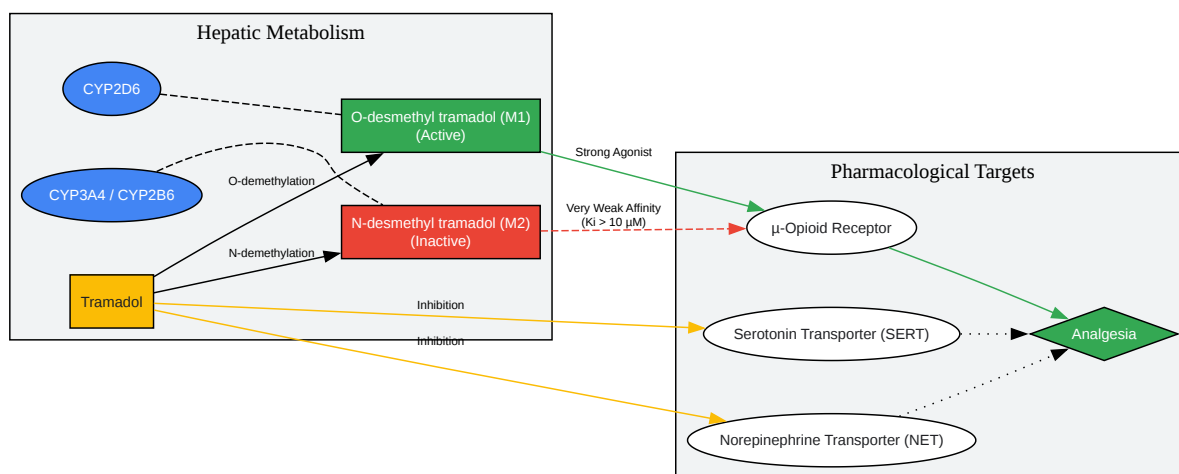 Hepatic Metabolism
CYP2D6
O-desmethyl tramadol (M1)
(Active)
Strong Agonist
Pharmacological Targets
O-demethylation
CYP3A4 / CYP2B6
N-desmethyl tramadol (M2)
(Inactive)
Very Weak Affinity
(Ki > 10 µM)
µ-Opioid Receptor
N-demethylation
Tramadol
Inhibition
Serotonin Transporter (SERT)
Analgesia
Inhibition
Norepinephrine Transporter (NET)